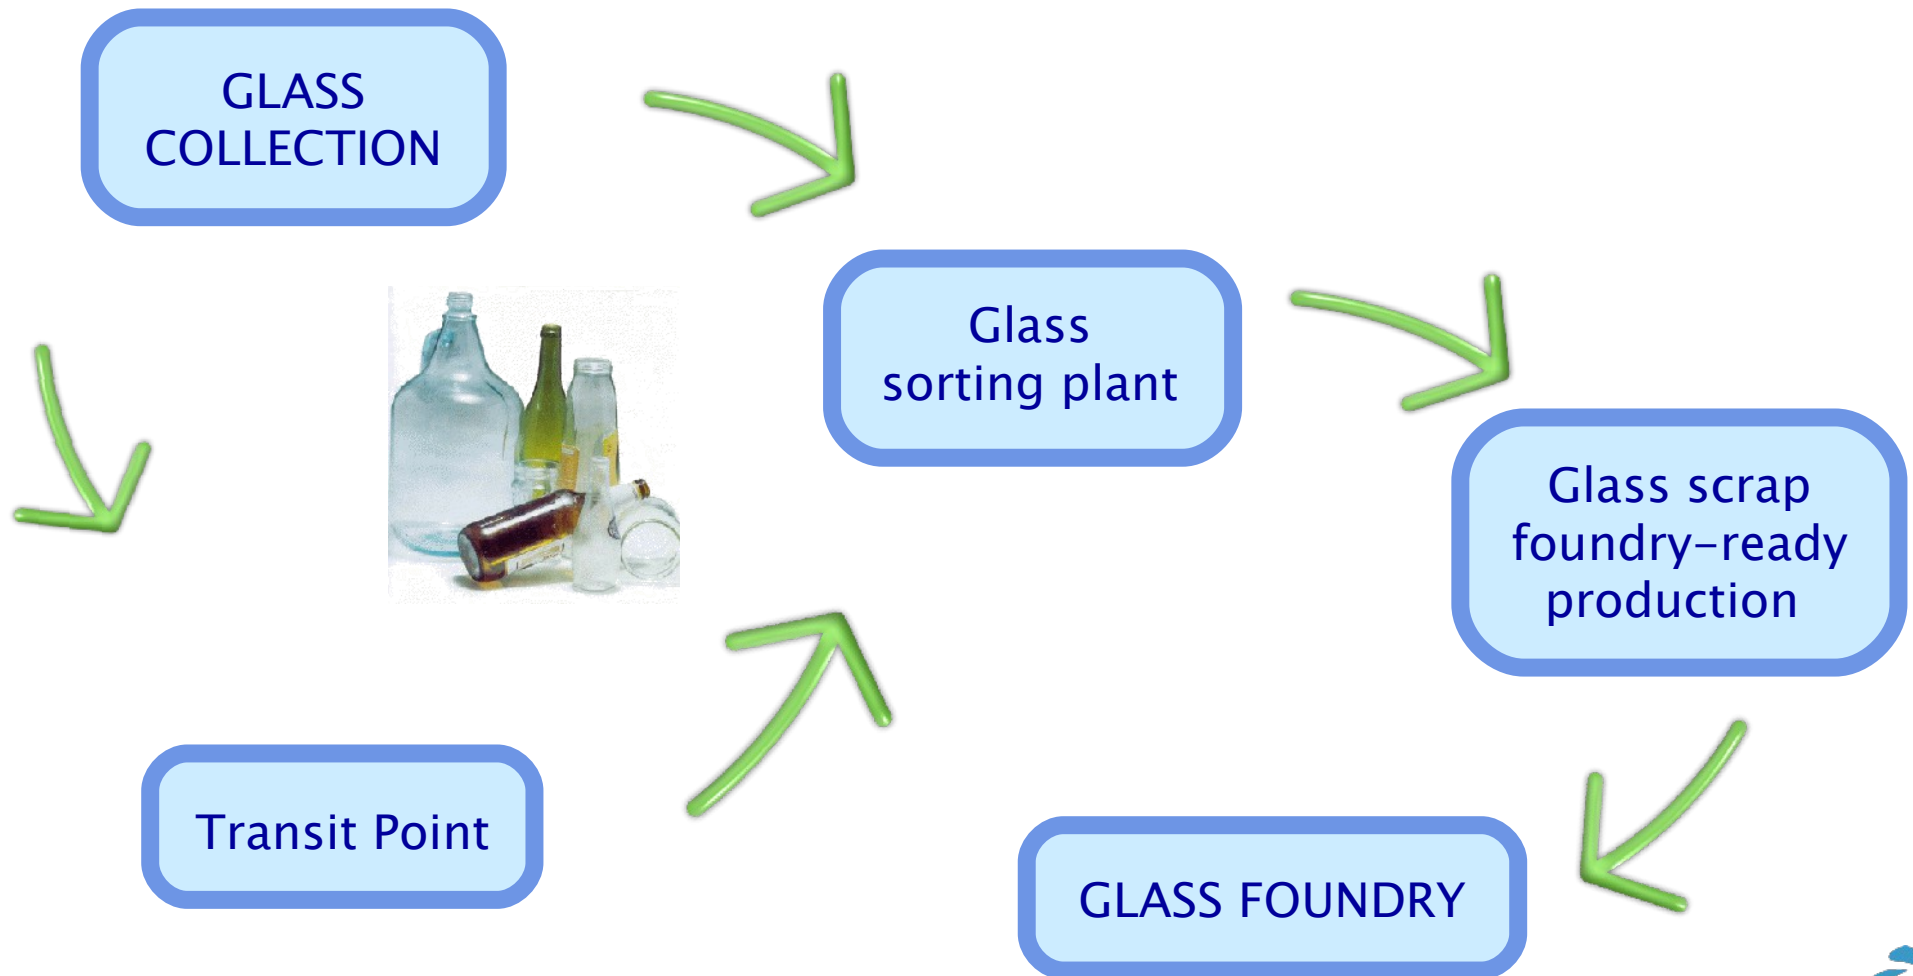 GLASS
COLLECTION
Glass
sorting plant
Glass scrap
foundry-ready
production
Transit Point
GLASS FOUNDRY